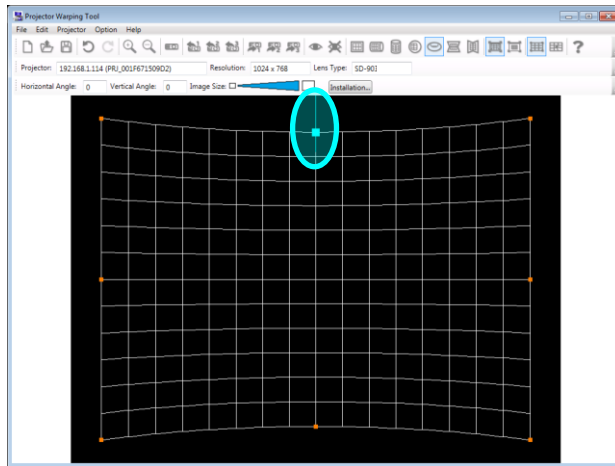 Projector Warping Tool
File Edit Projector Option Help
Projector: 192.168.1.114 (PRJ_001F671509D2) Resolution: 1024 x 768 Lens Type: SD-903
Horizontal Angle: 0 Vertical Angle: 0 Image Size: Installation...